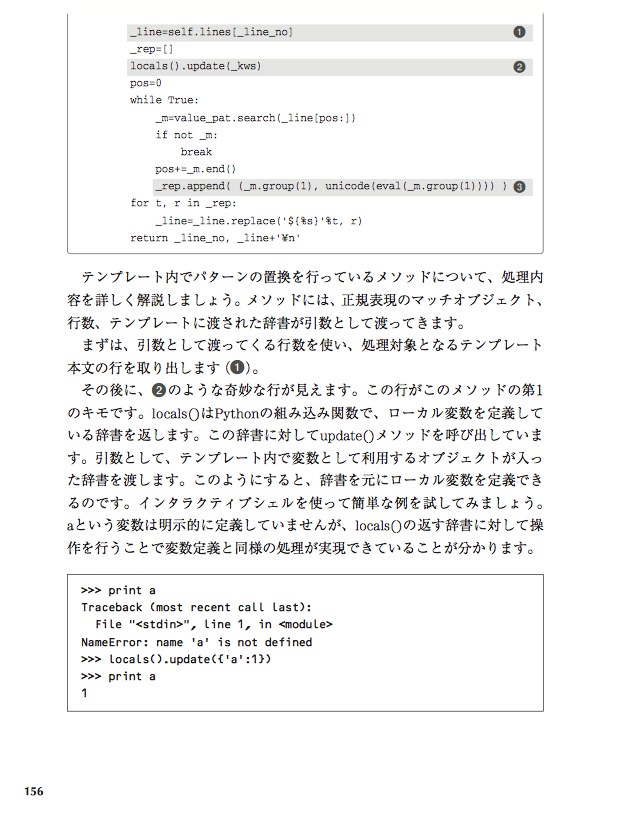 _line=self.lines[_line_no] ❶
_rep=[]
locals().update(_kws) ❷
pos=0
while True:
    _m=value_pat.search(_line[pos:])
    if not _m:
        break
    pos+=_m.end()
    _rep.append( (_m.group(1), unicode(eval(_m.group(1)))) ) ❸
for t, r in _rep:
    _line=_line.replace('${%s}'%t, r)
return _line_no, _line+'¥n'
テンプレート内でパターンの置換を行っているメソッドについて、処理内
容を詳しく解説しましょう。メソッドには、正規表現のマッチオブジェクト、
行数、テンプレートに渡された辞書が引数として渡ってきます。
まずは、引数として渡ってくる行数を使い、処理対象となるテンプレート
本文の行を取り出します（❶）。
その後に、❷のような奇妙な行が見えます。この行がこのメソッドの第1
のキモです。locals()はPythonの組み込み関数で、ローカル変数を定義して
いる辞書を返します。この辞書に対してupdate()メソッドを呼び出していま
す。引数として、テンプレート内で変数として利用するオブジェクトが入っ
た辞書を渡します。このようにすると、辞書を元にローカル変数を定義でき
るのです。インタラクティブシェルを使って簡単な例を試してみましょう。
aという変数は明示的に定義していませんが、locals()の返す辞書に対して操
作を行うことで変数定義と同様の処理が実現できていることが分かります。
>>> print a
Traceback (most recent call last):
  File "<stdin>", line 1, in <module>
NameError: name 'a' is not defined
>>> locals().update({'a':1})
>>> print a
1
156